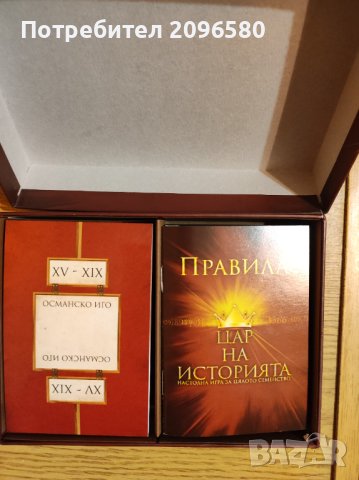 Потребител 2096580
XV - XIX
ОСМАНСКО ИГО
ОСМАНСКО ИГО
XV - XIX
ПРАВИЛА
ЦАР
НА
ИСТОРИЯТА
НАСТОЛНА ИГРА ЗА ЦЯЛОТО СЕМЕЙСТВО
BAZAR